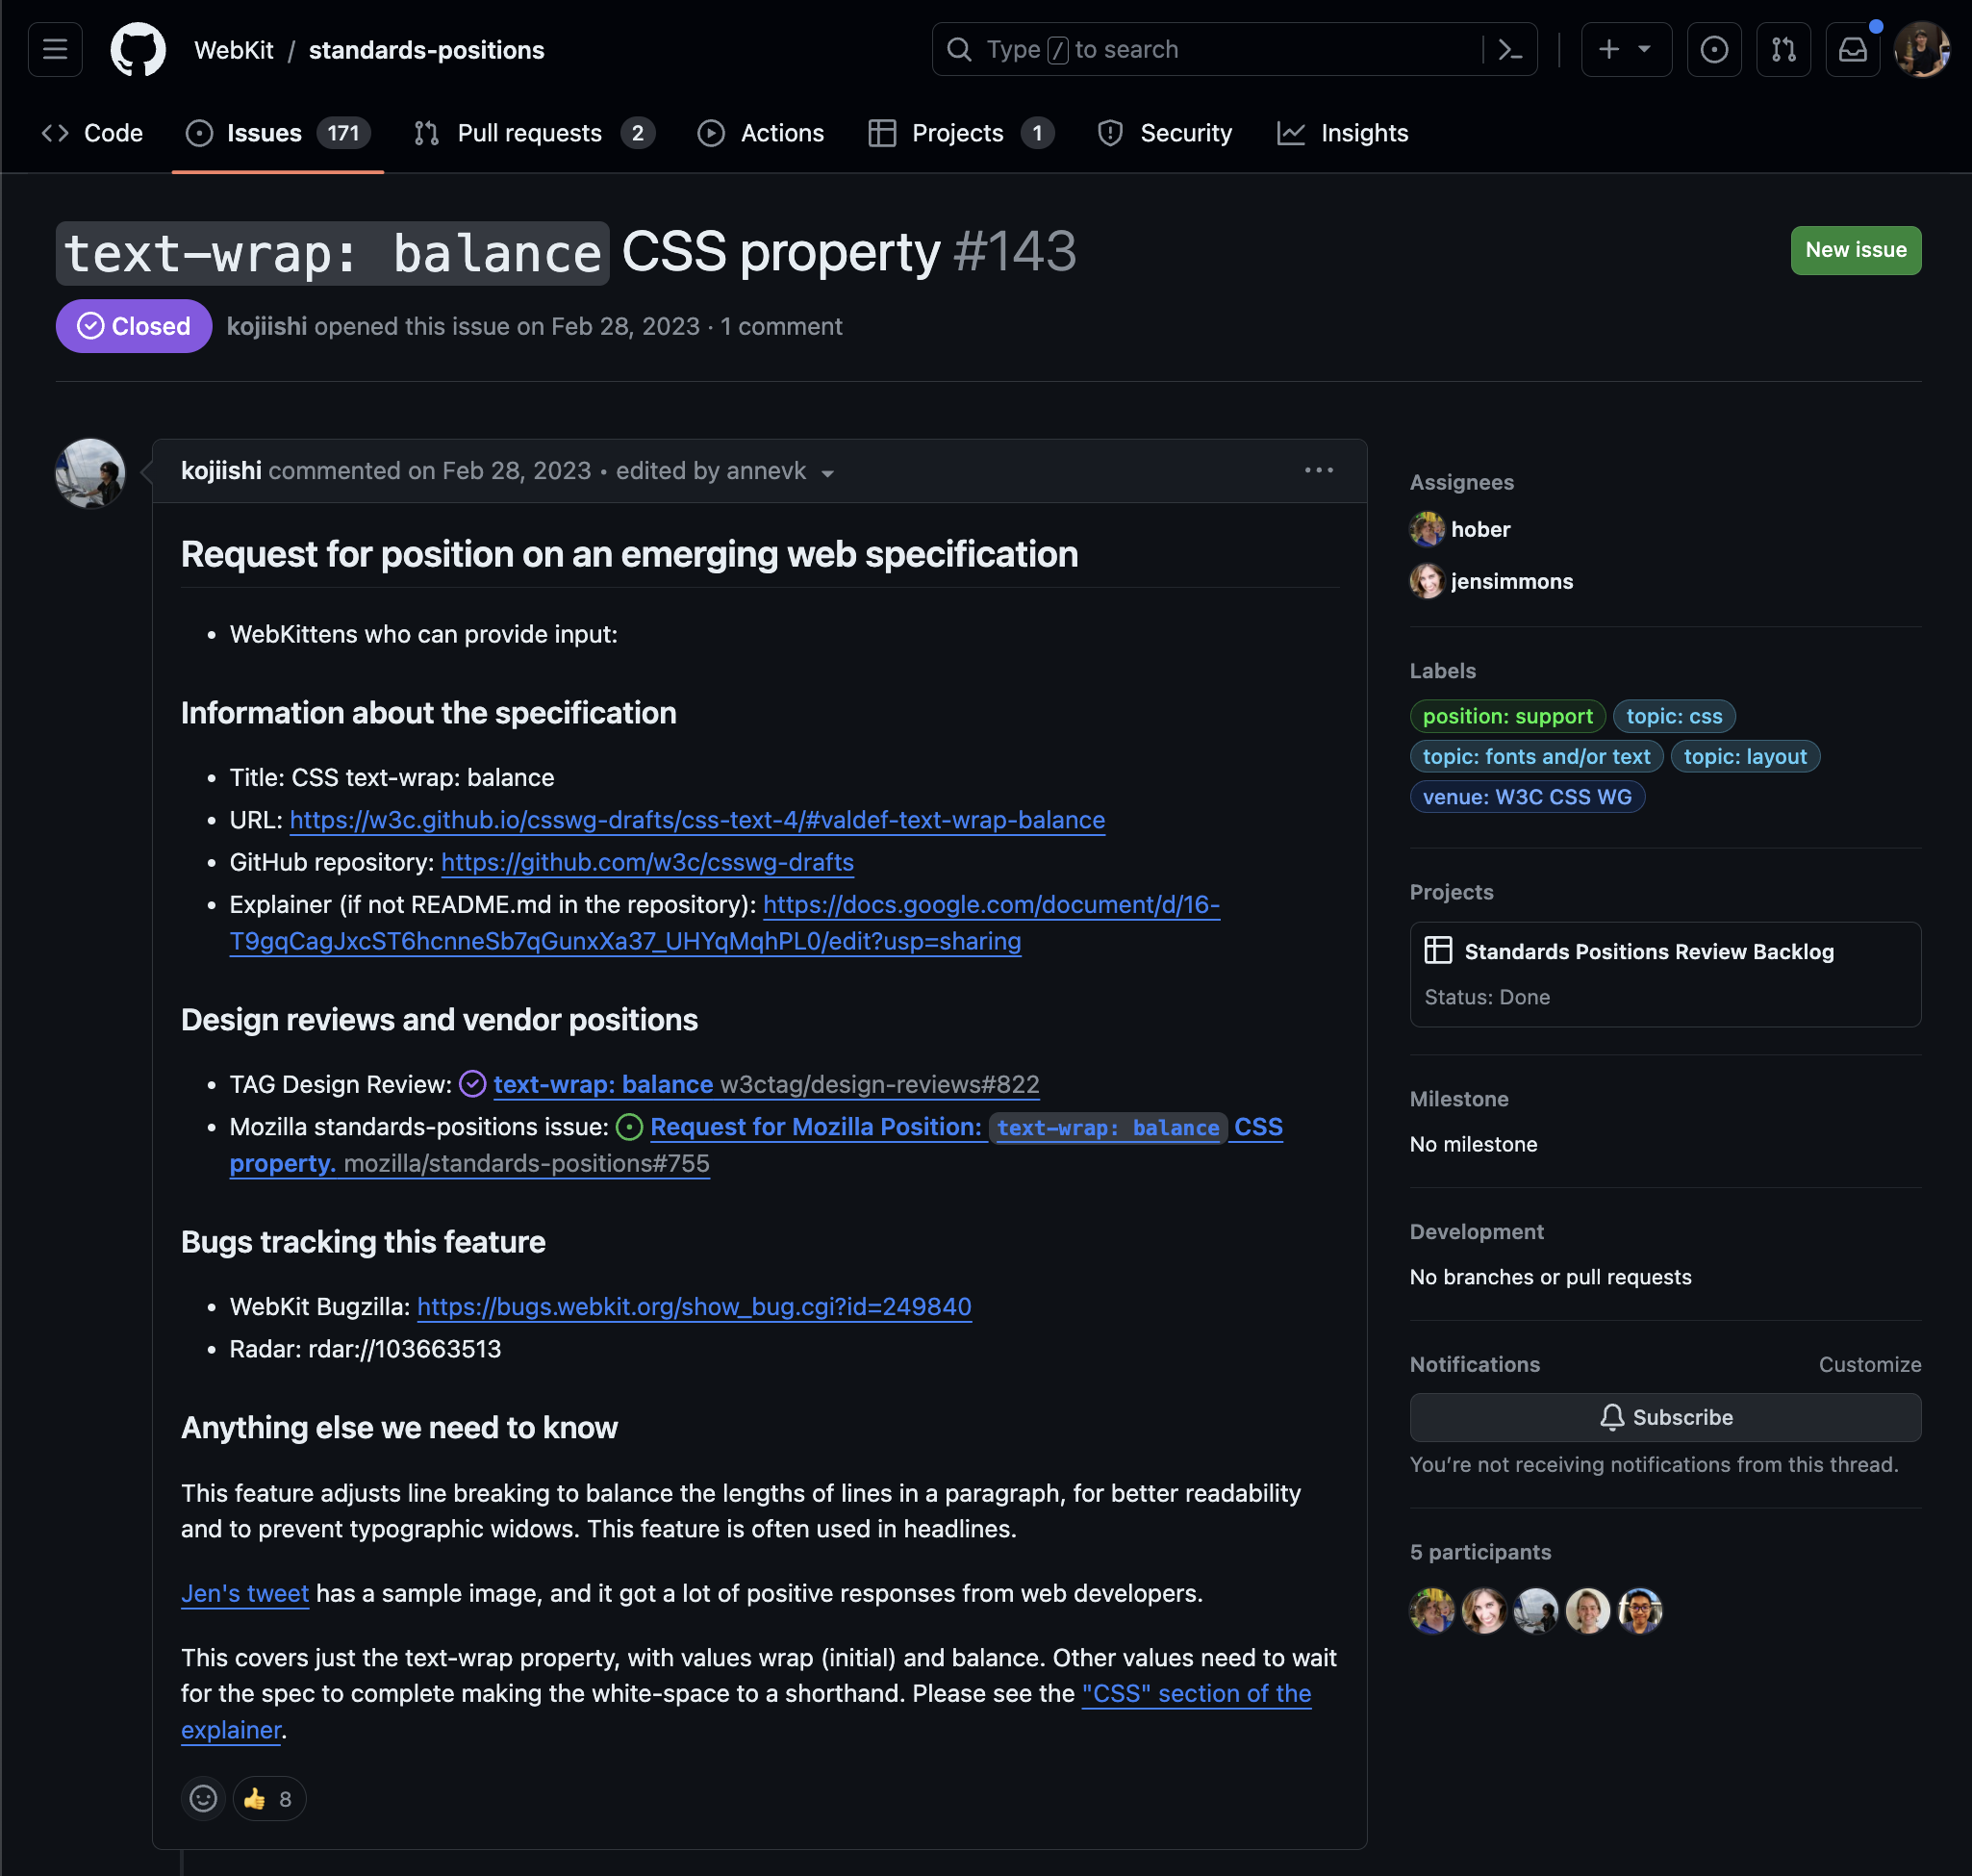 WebKit / standards-positions
Type / to search
Code
Issues 171
Pull requests 2
Actions
Projects 1
Security
Insights
text-wrap: balance CSS property #143
New issue
Closed
kojiishi opened this issue on Feb 28, 2023 · 1 comment
kojiishi commented on Feb 28, 2023 • edited by annevk
Request for position on an emerging web specification
• WebKittens who can provide input:
Information about the specification
• Title: CSS text-wrap: balance
• URL: https://w3c.github.io/csswg-drafts/css-text-4/#valdef-text-wrap-balance
• GitHub repository: https://github.com/w3c/csswg-drafts
• Explainer (if not README.md in the repository): https://docs.google.com/document/d/16-
T9gqCagJxcST6hcnneSb7qGunxXa37_UHYqMqhPL0/edit?usp=sharing
Design reviews and vendor positions
• TAG Design Review: text-wrap: balance w3ctag/design-reviews#822
• Mozilla standards-positions issue: Request for Mozilla Position: text-wrap: balance CSS
property. mozilla/standards-positions#755
Bugs tracking this feature
• WebKit Bugzilla: https://bugs.webkit.org/show_bug.cgi?id=249840
• Radar: rdar://103663513
Anything else we need to know
This feature adjusts line breaking to balance the lengths of lines in a paragraph, for better readability
and to prevent typographic widows. This feature is often used in headlines.
Jen's tweet has a sample image, and it got a lot of positive responses from web developers.
This covers just the text-wrap property, with values wrap (initial) and balance. Other values need to wait
for the spec to complete making the white-space to a shorthand. Please see the "CSS" section of the
explainer.
👍 8
Assignees
hober
jensimmons
Labels
position: support
topic: css
topic: fonts and/or text
topic: layout
venue: W3C CSS WG
Projects
Standards Positions Review Backlog
Status: Done
Milestone
No milestone
Development
No branches or pull requests
Notifications
Customize
Subscribe
You’re not receiving notifications from this thread.
5 participants